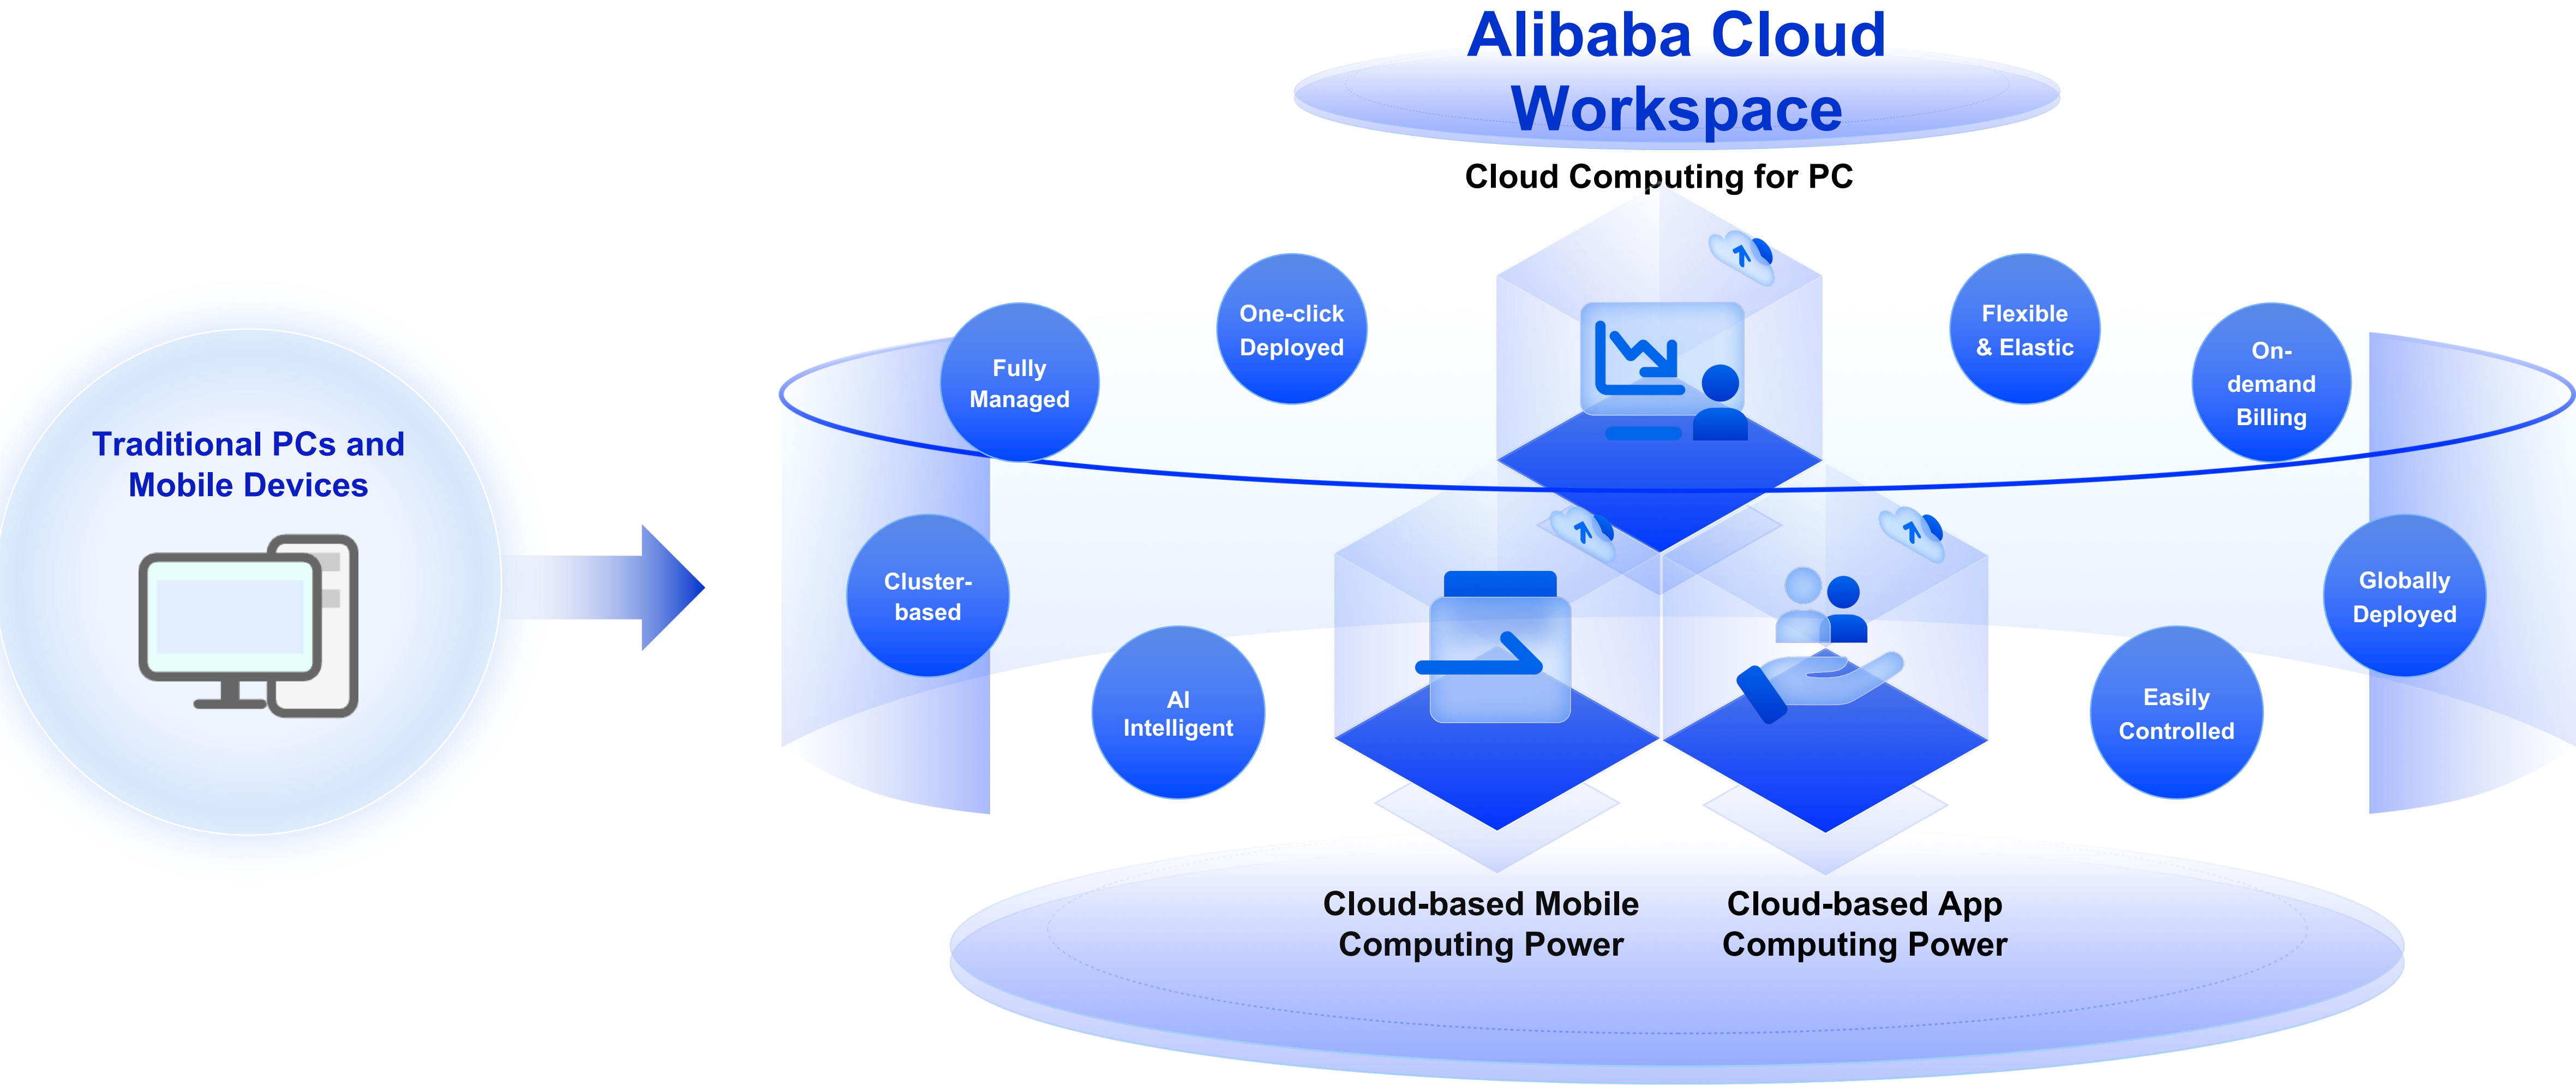 Alibaba Cloud
Workspace
Cloud Computing for PC
Traditional PCs and
Mobile Devices
Fully
Managed
One-click
Deployed
Flexible
& Elastic
On-
demand
Billing
Cluster-
based
AI
Intelligent
Globally
Deployed
Easily
Controlled
Cloud-based Mobile
Computing Power
Cloud-based App
Computing Power